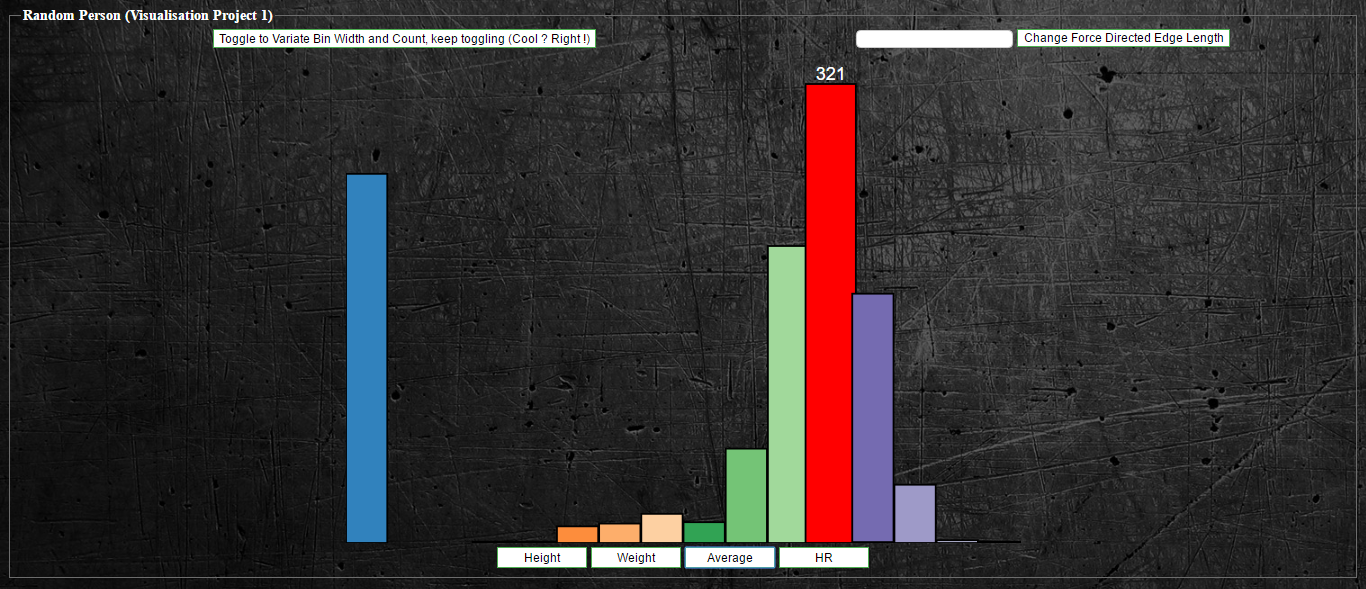 Random Person (Visualisation Project 1)
Toggle to Variate Bin Width and Count, keep toggling (Cool ? Right !)
Change Force Directed Edge Length
321
Height
Weight
Average
HR